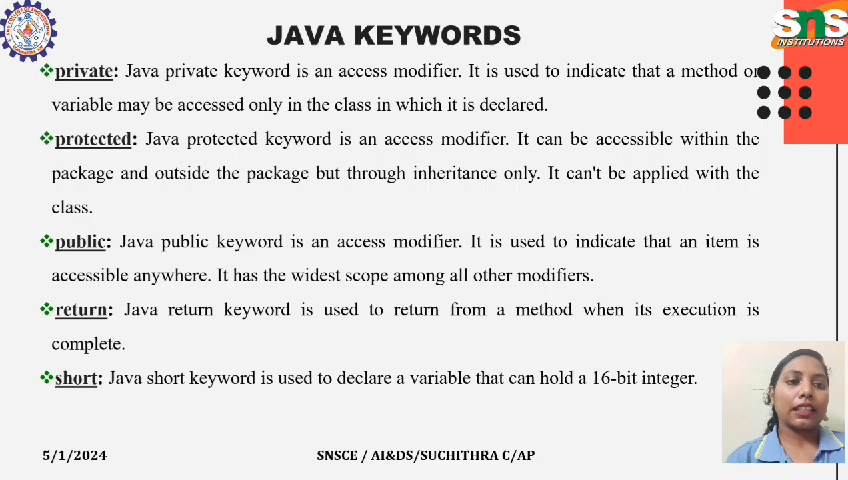 JAVA KEYWORDS
SNS
INSTITUTIONS
private: Java private keyword is an access modifier. It is used to indicate that a method or
variable may be accessed only in the class in which it is declared.
protected: Java protected keyword is an access modifier. It can be accessible within the
package and outside the package but through inheritance only. It can't be applied with the
class.
public: Java public keyword is an access modifier. It is used to indicate that an item is
accessible anywhere. It has the widest scope among all other modifiers.
return: Java return keyword is used to return from a method when its execution is
complete.
short: Java short keyword is used to declare a variable that can hold a 16-bit integer.
5/1/2024
SNSCE / AI&DS/SUCHITHRA C/AP